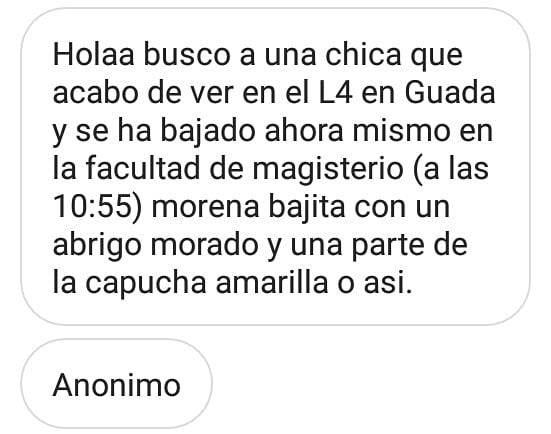 Holaa busco a una chica que
acabo de ver en el L4 en Guada
y se ha bajado ahora mismo en
la facultad de magisterio (a las
10:55) morena bajita con un
abrigo morado y una parte de
la capucha amarilla o asi.
Anonimo